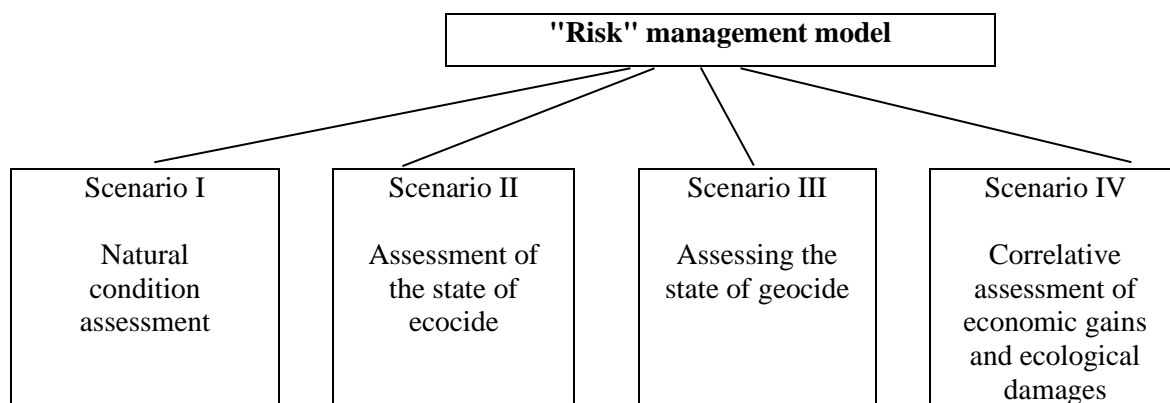 "Risk" management model
Scenario I
Natural
condition
assessment
Scenario II
Assessment of
the state of
ecocide
Scenario III
Assessing the
state of geocide
Scenario IV
Correlative
assessment of
economic gains
and ecological
damages